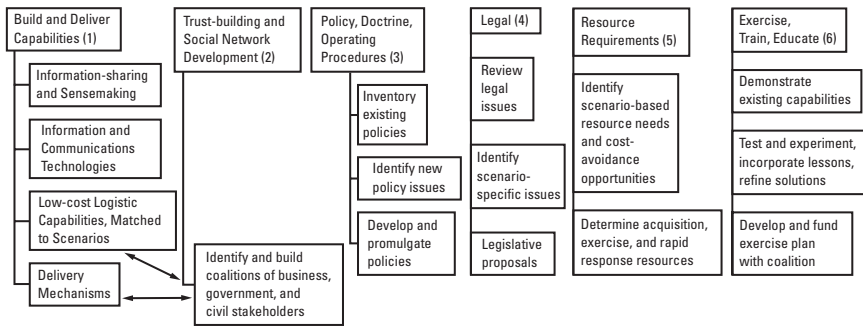 Build and Deliver
Capabilities (1)
Information-sharing
and Sensemaking
Information and
Communications
Technologies
Low-cost Logistic
Capabilities, Matched
to Scenarios
Delivery
Mechanisms
Trust-building and
Social Network
Development (2)
Identify and build
coalitions of business,
government, and
civil stakeholders
Policy, Doctrine,
Operating
Procedures (3)
Inventory
existing
policies
Identify new
policy issues
Develop and
promulgate
policies
Legal (4)
Review
legal
issues
Identify
scenario-
specific issues
Legislative
proposals
Resource
Requirements (5)
Identify
scenario-based
resource needs
and cost-
avoidance
opportunities
Determine acquisition,
exercise, and rapid
response resources
Exercise,
Train, Educate (6)
Demonstrate
existing capabilities
Test and experiment,
incorporate lessons,
refine solutions
Develop and fund
exercise plan
with coalition